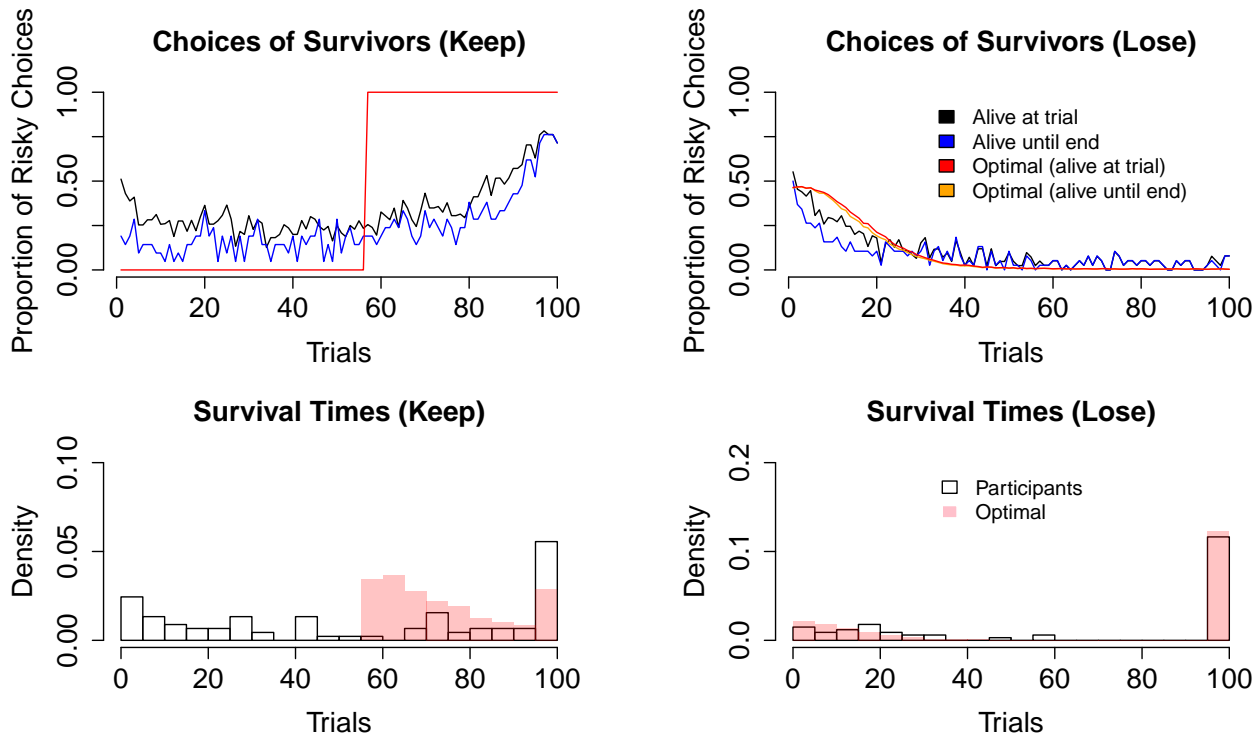 Choices of Survivors (Keep)
Proportion of Risky Choices
1.00
0.50
0.00
0 20 40 60 80 100
Trials
Choices of Survivors (Lose)
Proportion of Risky Choices
1.00
0.50
0.00
Alive at trial
Alive until end
Optimal (alive at trial)
Optimal (alive until end)
0 20 40 60 80 100
Trials
Survival Times (Keep)
Density
0.10
0.05
0.00
0 20 40 60 80 100
Trials
Survival Times (Lose)
Density
0.2
0.1
0.0
Participants
Optimal
0 20 40 60 80 100
Trials